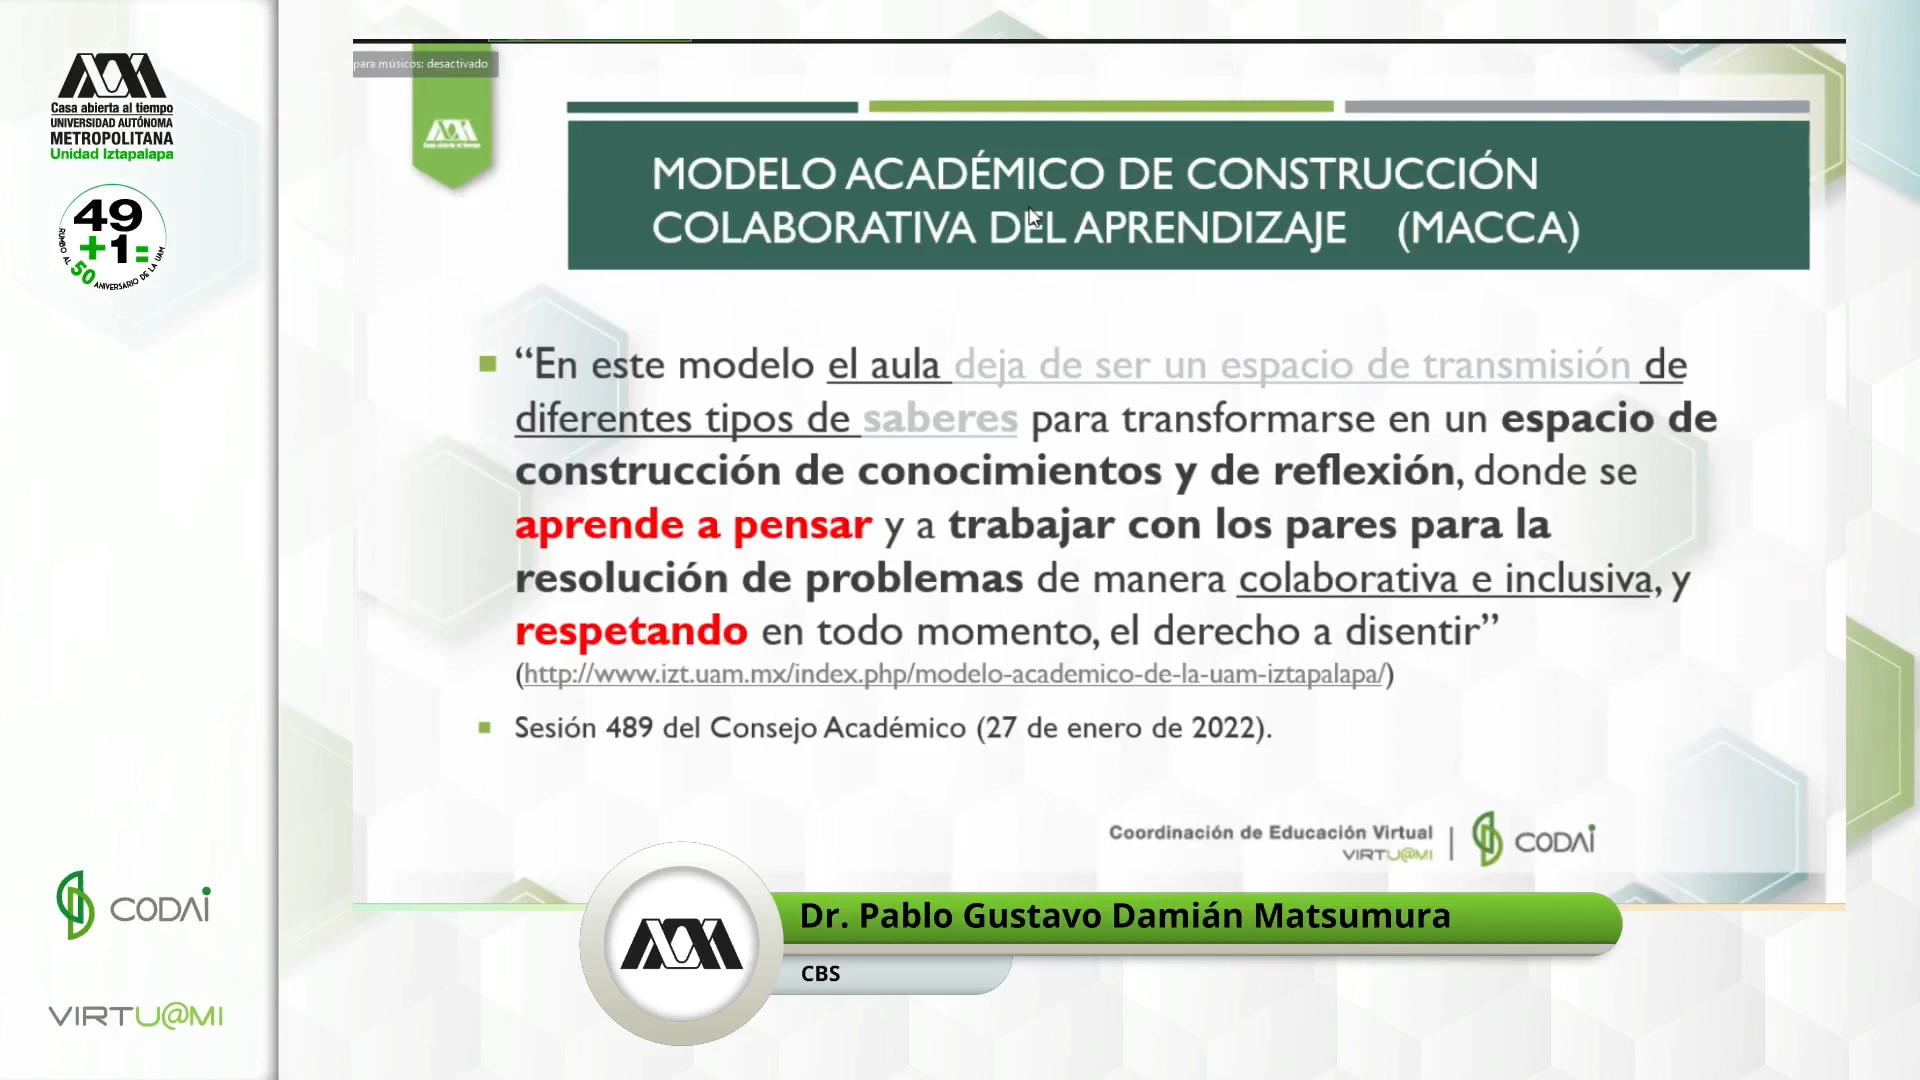 Casa abierta al tiempo
UNIVERSIDAD AUTÓNOMA
METROPOLITANA
Unidad Iztapalapa
49
+1=
RUMBO AL 50 ANIVERSARIO DE LA UAM
para músicos: desactivado
Casa abierta al tiempo
MODELO ACADÉMICO DE CONSTRUCCIÓN
COLABORATIVA DEL APRENDIZAJE (MACCA)
“En este modelo el aula deja de ser un espacio de transmisión de
diferentes tipos de saberes para transformarse en un espacio de
construcción de conocimientos y de reflexión, donde se
aprende a pensar y a trabajar con los pares para la
resolución de problemas de manera colaborativa e inclusiva, y
respetando en todo momento, el derecho a disentir”
(http://www.izt.uam.mx/index.php/modelo-academico-de-la-uam-iztapalapa/)
Sesión 489 del Consejo Académico (27 de enero de 2022).
Coordinación de Educación Virtual
VIRTU@MI
CODAI
Dr. Pablo Gustavo Damián Matsumura
CBS
CODAI
VIRTU@MI